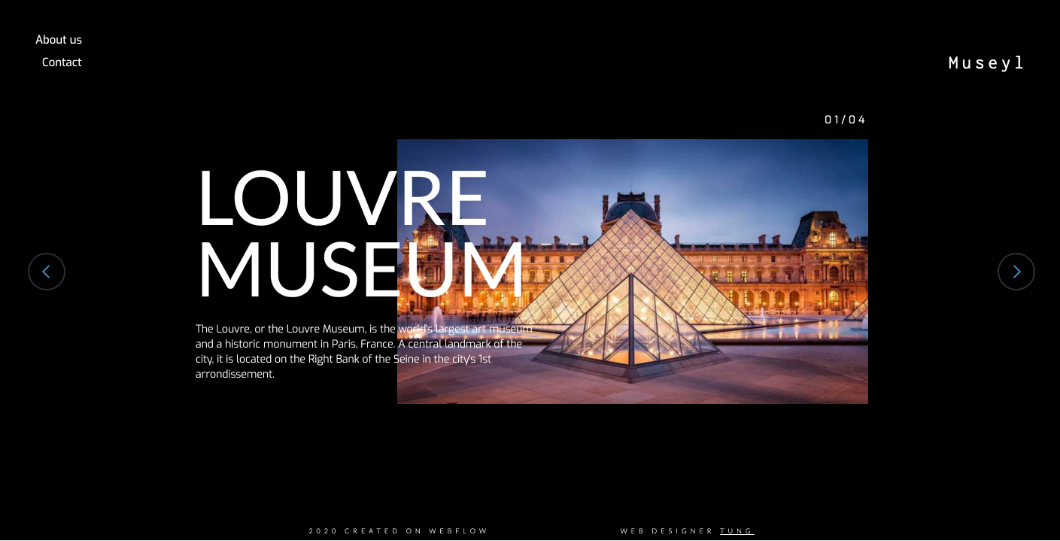 About us
Contact
Museyl
01/04
LOUVRE
MUSEUM
The Louvre, or the Louvre Museum, is the world's largest art museum
and a historic monument in Paris, France. A central landmark of the
city, it is located on the Right Bank of the Seine in the city's 1st
arrondissement.
2020 CREATED ON WEBFLOW
WEB DESIGNER TUNG.